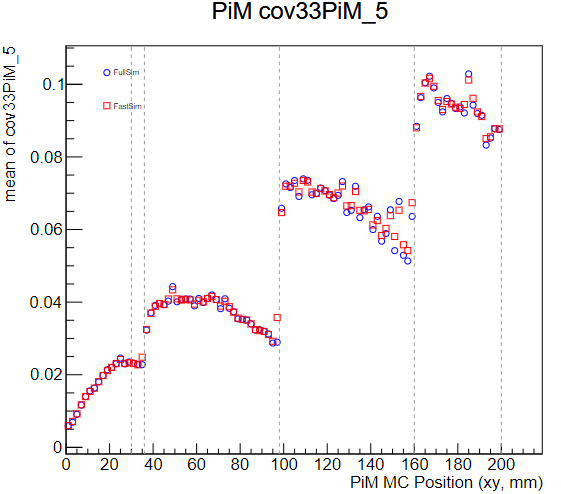 PiM cov33PiM_5
mean of cov33PiM_5
FullSim
FastSim
0.1
0.08
0.06
0.04
0.02
0
0 20 40 60 80 100 120 140 160 180 200
PiM MC Position (xy, mm)